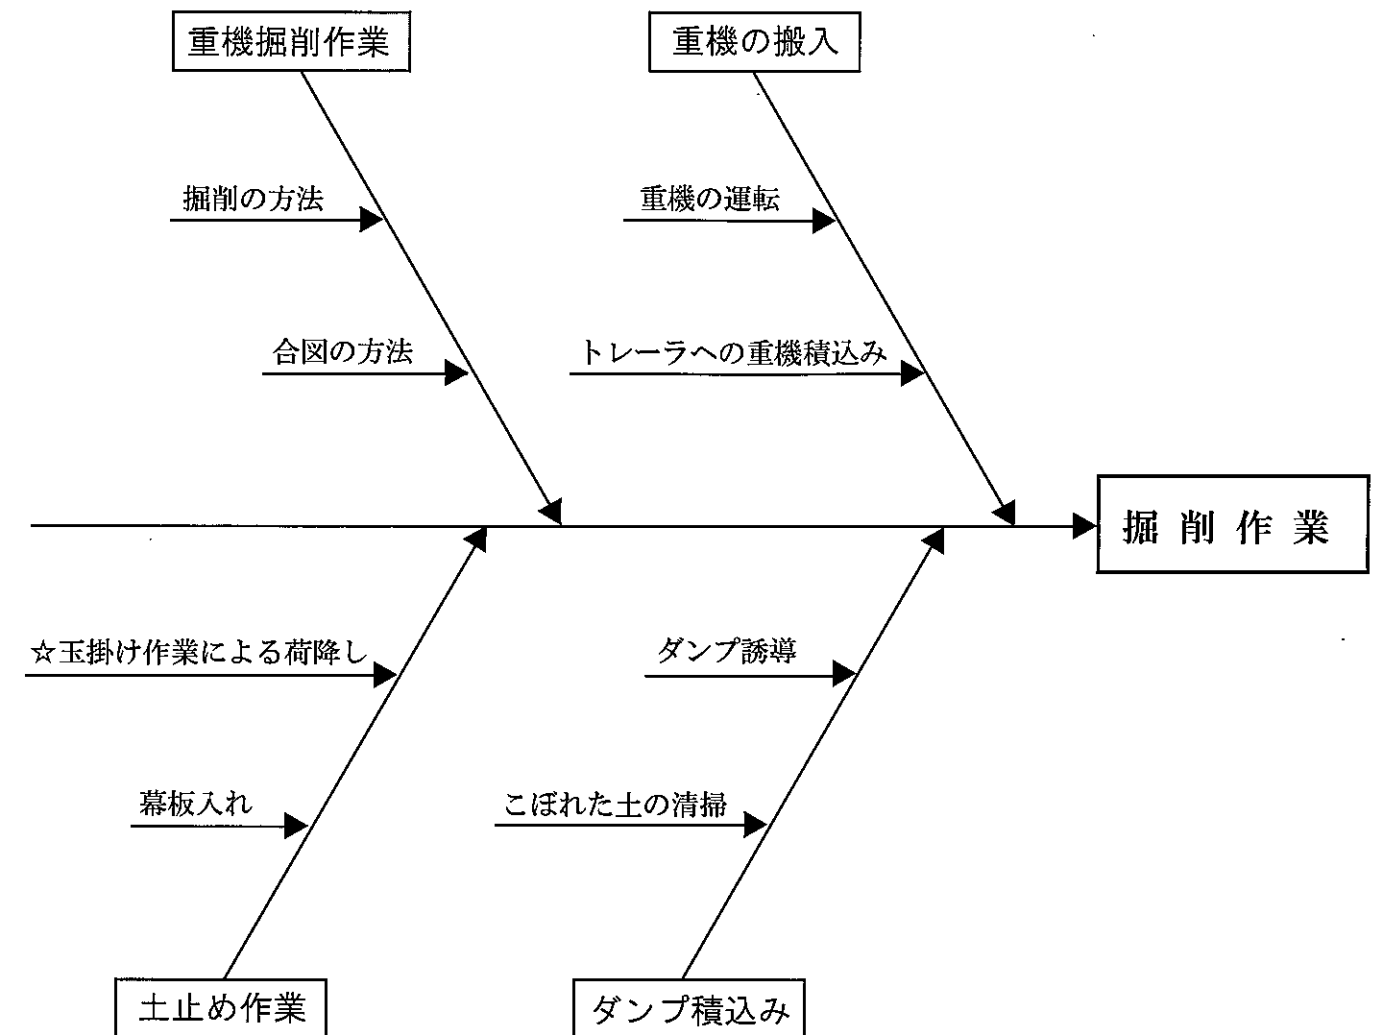 重機掘削作業
重機の搬入
掘削の方法
重機の運転
合図の方法
トレーラへの重機積込み
掘削作業
☆玉掛け作業による荷降し
ダンプ誘導
幕板入れ
こぼれた土の清掃
土止め作業
ダンプ積込み